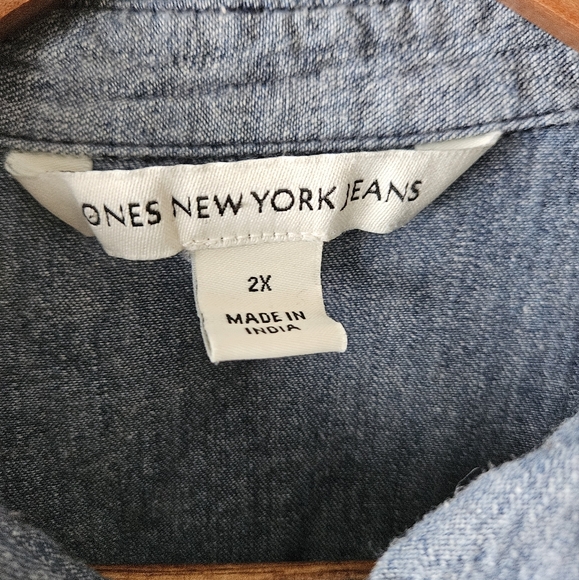 JONES NEW YORK JEANS
2X
MADE IN
INDIA